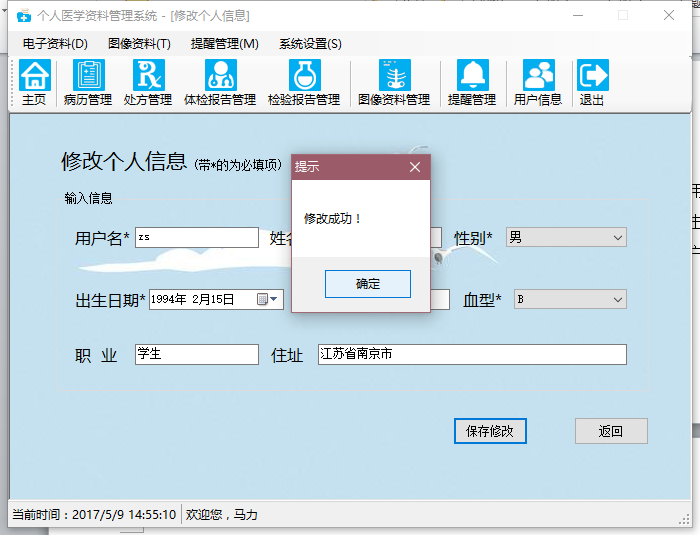 个人医学资料管理系统 - [修改个人信息]
电子资料(D) 图像资料(T) 提醒管理(M) 系统设置(S)
主页 病历管理 处方管理 体检报告管理 检验报告管理 图像资料管理 提醒管理 用户信息 退出
修改个人信息 (带*的为必填项)
提示
修改成功！
确定
输入信息
用户名* zs 姓名 性别* 男
出生日期* 1994年 2月15日 血型* B
职 业 学生 住址 江苏省南京市
保存修改 返回
当前时间：2017/5/9 14:55:10 欢迎您，马力